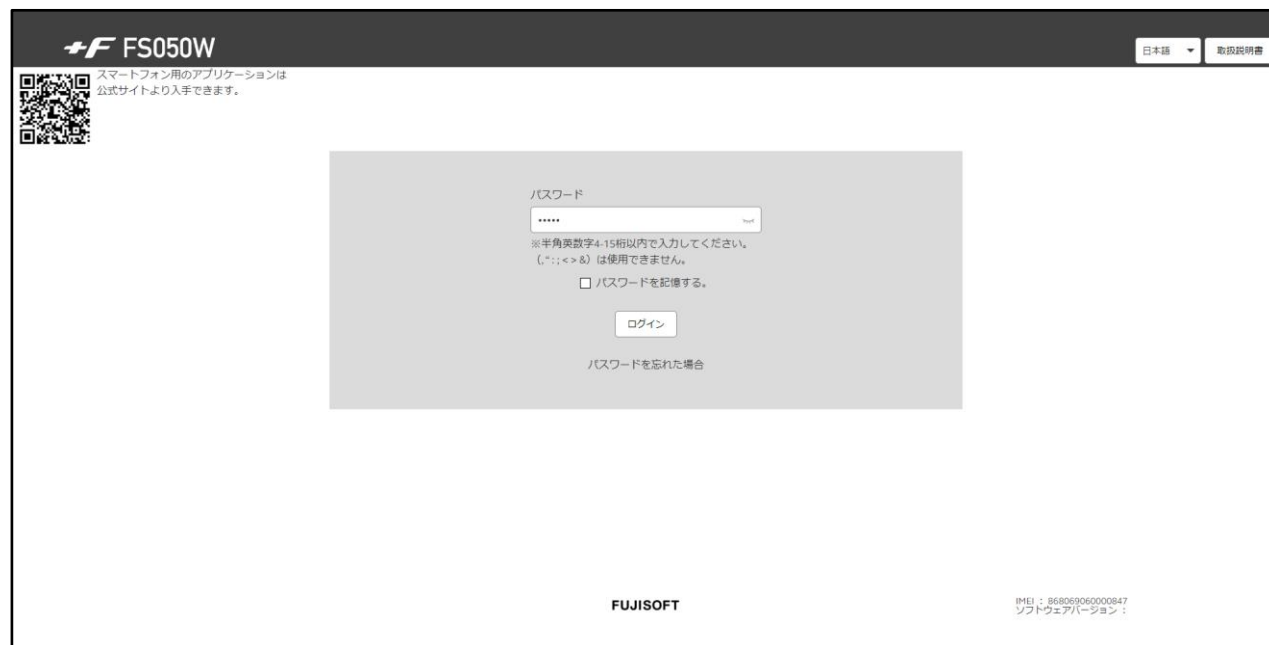 +F FS050W
日本語
取扱説明書
スマートフォン用のアプリケーションは
公式サイトより入手できます。
パスワード
•••••
※半角英数字4-15桁以内で入力してください。
（,":;<>&）は使用できません。
パスワードを記憶する。
ログイン
パスワードを忘れた場合
FUJISOFT
IMEI ： 868069060000847
ソフトウェアバージョン ：